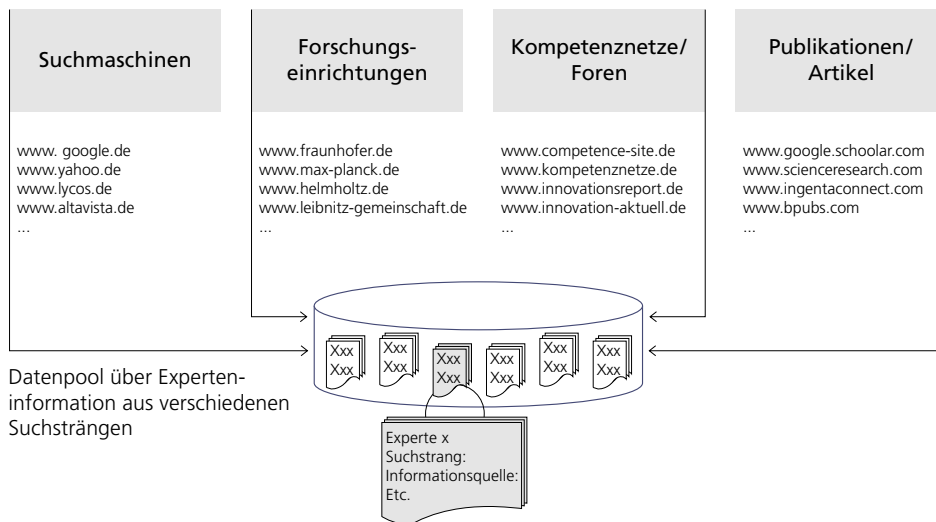 Suchmaschinen
Forschungs-
einrichtungen
Kompetenznetze/
Foren
Publikationen/
Artikel
www. google.de
www.yahoo.de
www.lycos.de
www.altavista.de
...
www.fraunhofer.de
www.max-planck.de
www.helmholtz.de
www.leibnitz-gemeinschaft.de
...
www.competence-site.de
www.kompetenznetze.de
www.innovationsreport.de
www.innovation-aktuell.de
...
www.google.schoolar.com
www.scienceresearch.com
www.ingentaconnect.com
www.bpubs.com
...
Xxx
Xxx
Xxx
Xxx
Xxx
Xxx
Xxx
Xxx
Xxx
Xxx
Xxx
Xxx
Datenpool über Experten-
information aus verschiedenen
Suchsträngen
Experte x
Suchstrang:
Informationsquelle:
Etc.